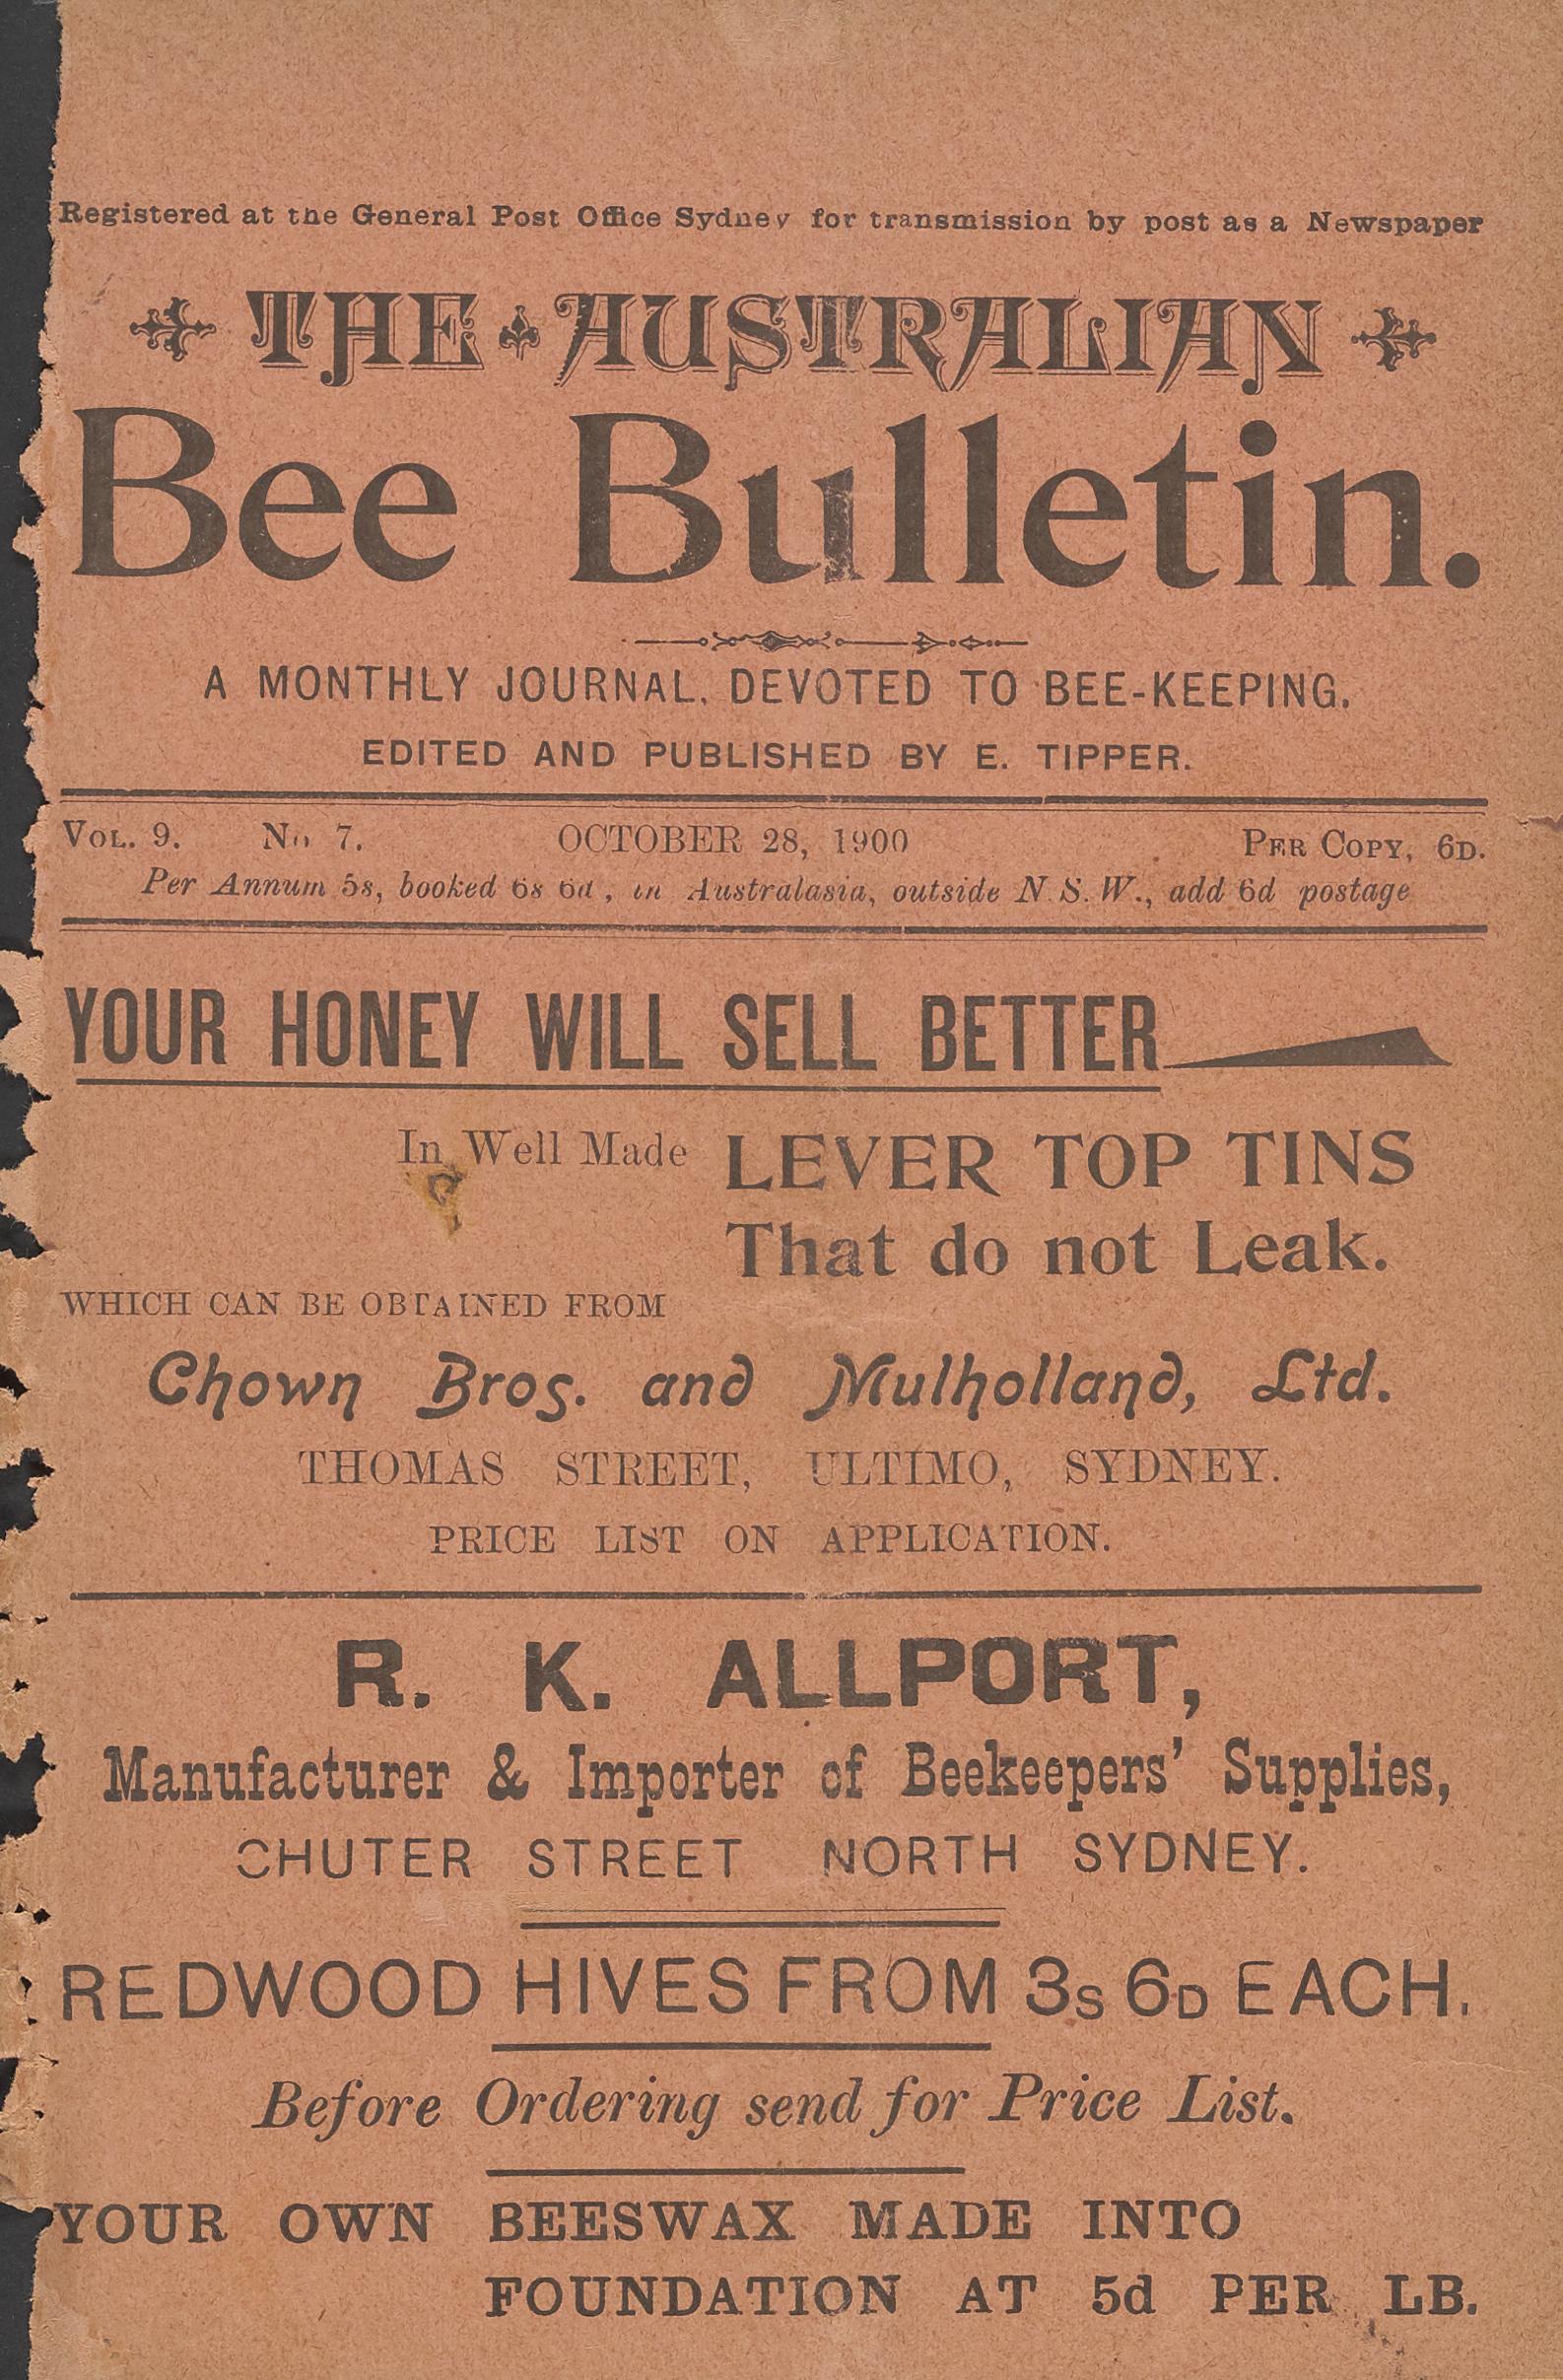 Registered at the General Post Office Sydney for transmission by post as a Newspaper
THE AUSTRALIAN
Bee Bulletin.
A MONTHLY JOURNAL, DEVOTED TO BEE-KEEPING.
EDITED AND PUBLISHED BY E. TIPPER.
VOL. 9. No 7. OCTOBER 28, 1900 PER COPY, 6D.
Per Annum 5s, booked 6s 6d, in Australasia, outside N.S.W., add 6d postage
YOUR HONEY WILL SELL BETTER
In Well Made LEVER TOP TINS
That do not Leak.
WHICH CAN BE OBTAINED FROM
Chown Bros. and Mulholland, Ltd.
THOMAS STREET, ULTIMO, SYDNEY.
PRICE LIST ON APPLICATION.
R. K. ALLPORT,
Manufacturer & Importer of Beekeepers' Supplies,
CHUTER STREET NORTH SYDNEY.
REDWOOD HIVES FROM 3S 6D EACH.
Before Ordering send for Price List.
YOUR OWN BEESWAX MADE INTO
FOUNDATION AT 5d PER LB.